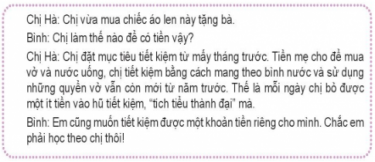 Chị Hà: Chị vừa mua chiếc áo len này tặng bà.
Bình: Chị làm thế nào để có tiền vậy?
Chị Hà: Chị đặt mục tiêu tiết kiệm từ mấy tháng trước. Tiền mẹ cho để mua
vở và nước uống, chị tiết kiệm bằng cách mang theo bình nước và sử dụng
những quyển vở vẫn còn mới từ năm trước. Thế là mỗi ngày chị bỏ được
một ít tiền vào hũ tiết kiệm, “tích tiểu thành đại” mà.
Bình: Em cũng muốn tiết kiệm được một khoản tiền riêng cho mình. Chắc em
phải học theo chị thôi!